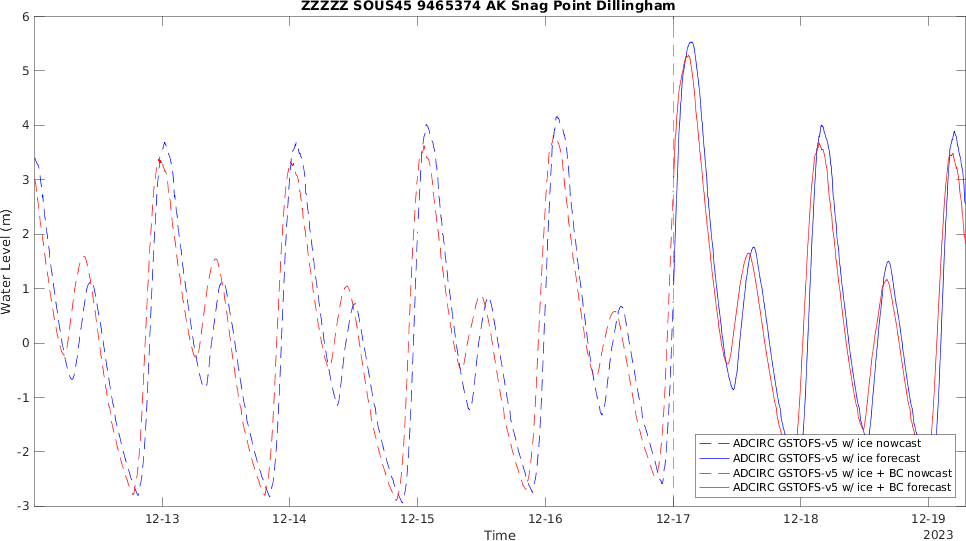 ZZZZZ SOUS45 9465374 AK Snag Point Dillingham
6
5
4
3
2
1
0
-1
-2
-3
Water Level (m)
ADCIRC GSTOFS-v5 w/ ice nowcast
ADCIRC GSTOFS-v5 w/ ice forecast
ADCIRC GSTOFS-v5 w/ ice + BC nowcast
ADCIRC GSTOFS-v5 w/ ice + BC forecast
12-13 12-14 12-15 12-16 12-17 12-18 12-19
Time 2023